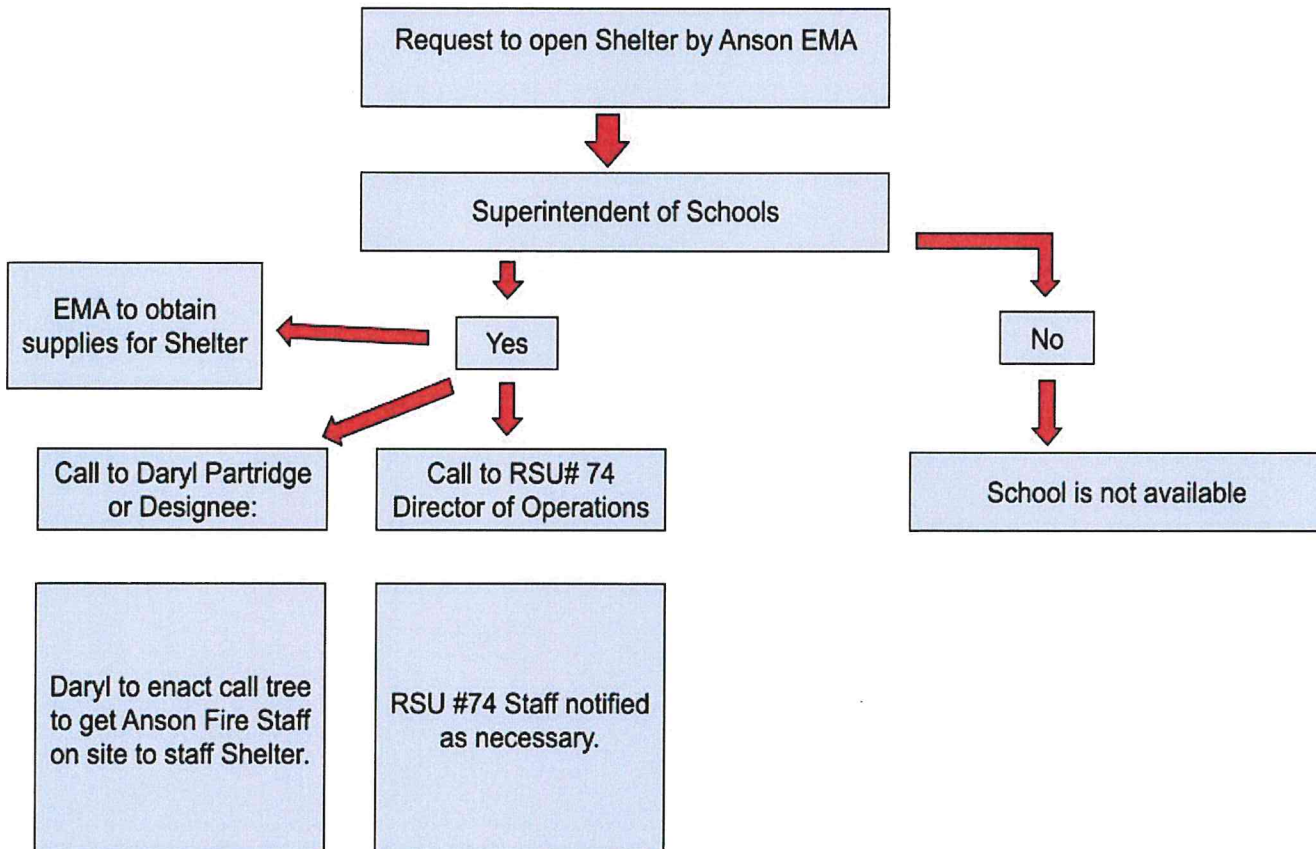 Request to open Shelter by Anson EMA
Superintendent of Schools
EMA to obtain
supplies for Shelter
Yes
No
Call to Daryl Partridge
or Designee:
Call to RSU# 74
Director of Operations
School is not available
Daryl to enact call tree
to get Anson Fire Staff
on site to staff Shelter.
RSU #74 Staff notified
as necessary.